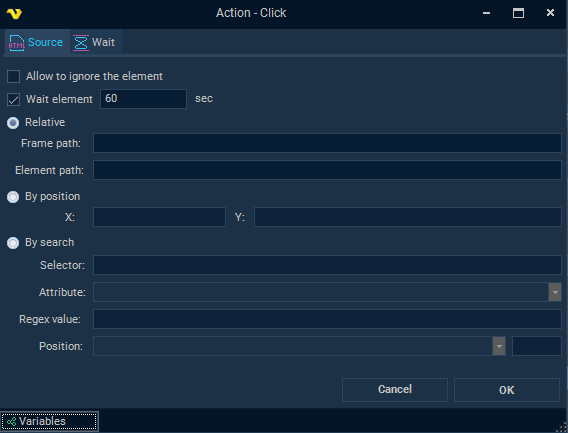 Action - Click
HTML Source Wait
Allow to ignore the element
Wait element 60 sec
Relative
Frame path:
Element path:
By position
X: Y:
By search
Selector:
Attribute:
Regex value:
Position:
Cancel OK
Variables